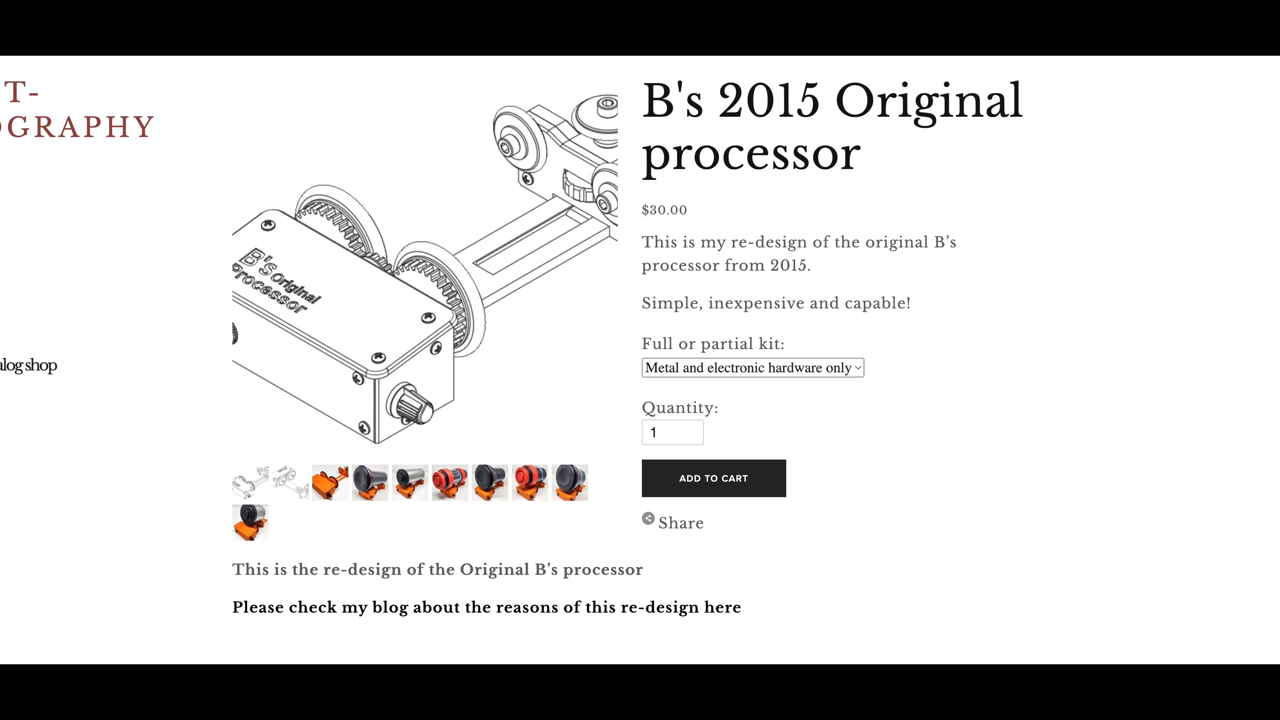 T-
OGRAPHY
alog shop
B's original
processor
B's 2015 Original
processor
$30.00
This is my re-design of the original B’s
processor from 2015.
Simple, inexpensive and capable!
Full or partial kit:
Metal and electronic hardware only
Quantity:
1
ADD TO CART
Share
This is the re-design of the Original B’s processor
Please check my blog about the reasons of this re-design here